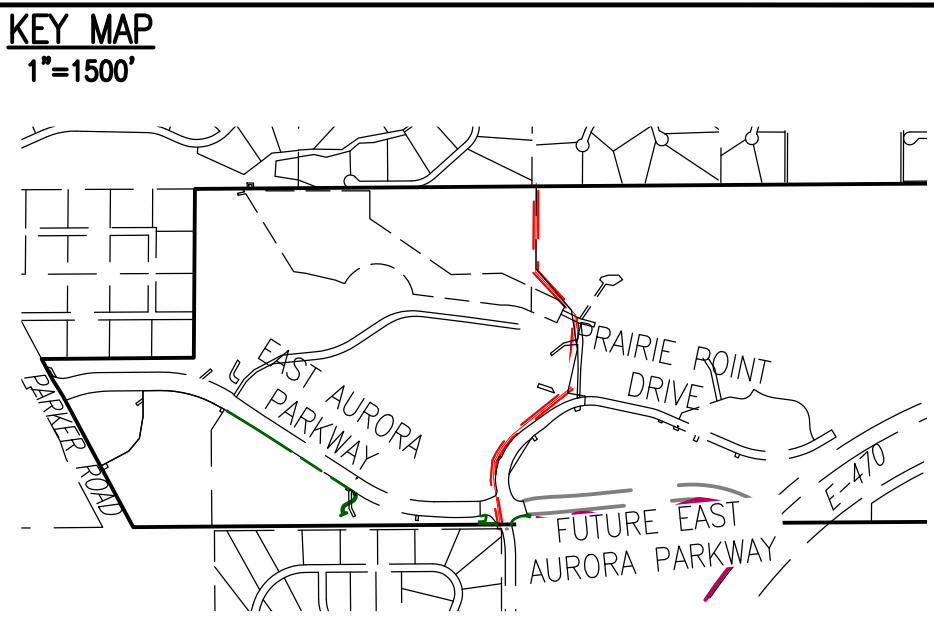 KEY MAP
1"=1500'
PRAIRIE POINT
DRIVE
EAST AURORA
PARKWAY
PARKER ROAD
E-470
FUTURE EAST
AURORA PARKWAY